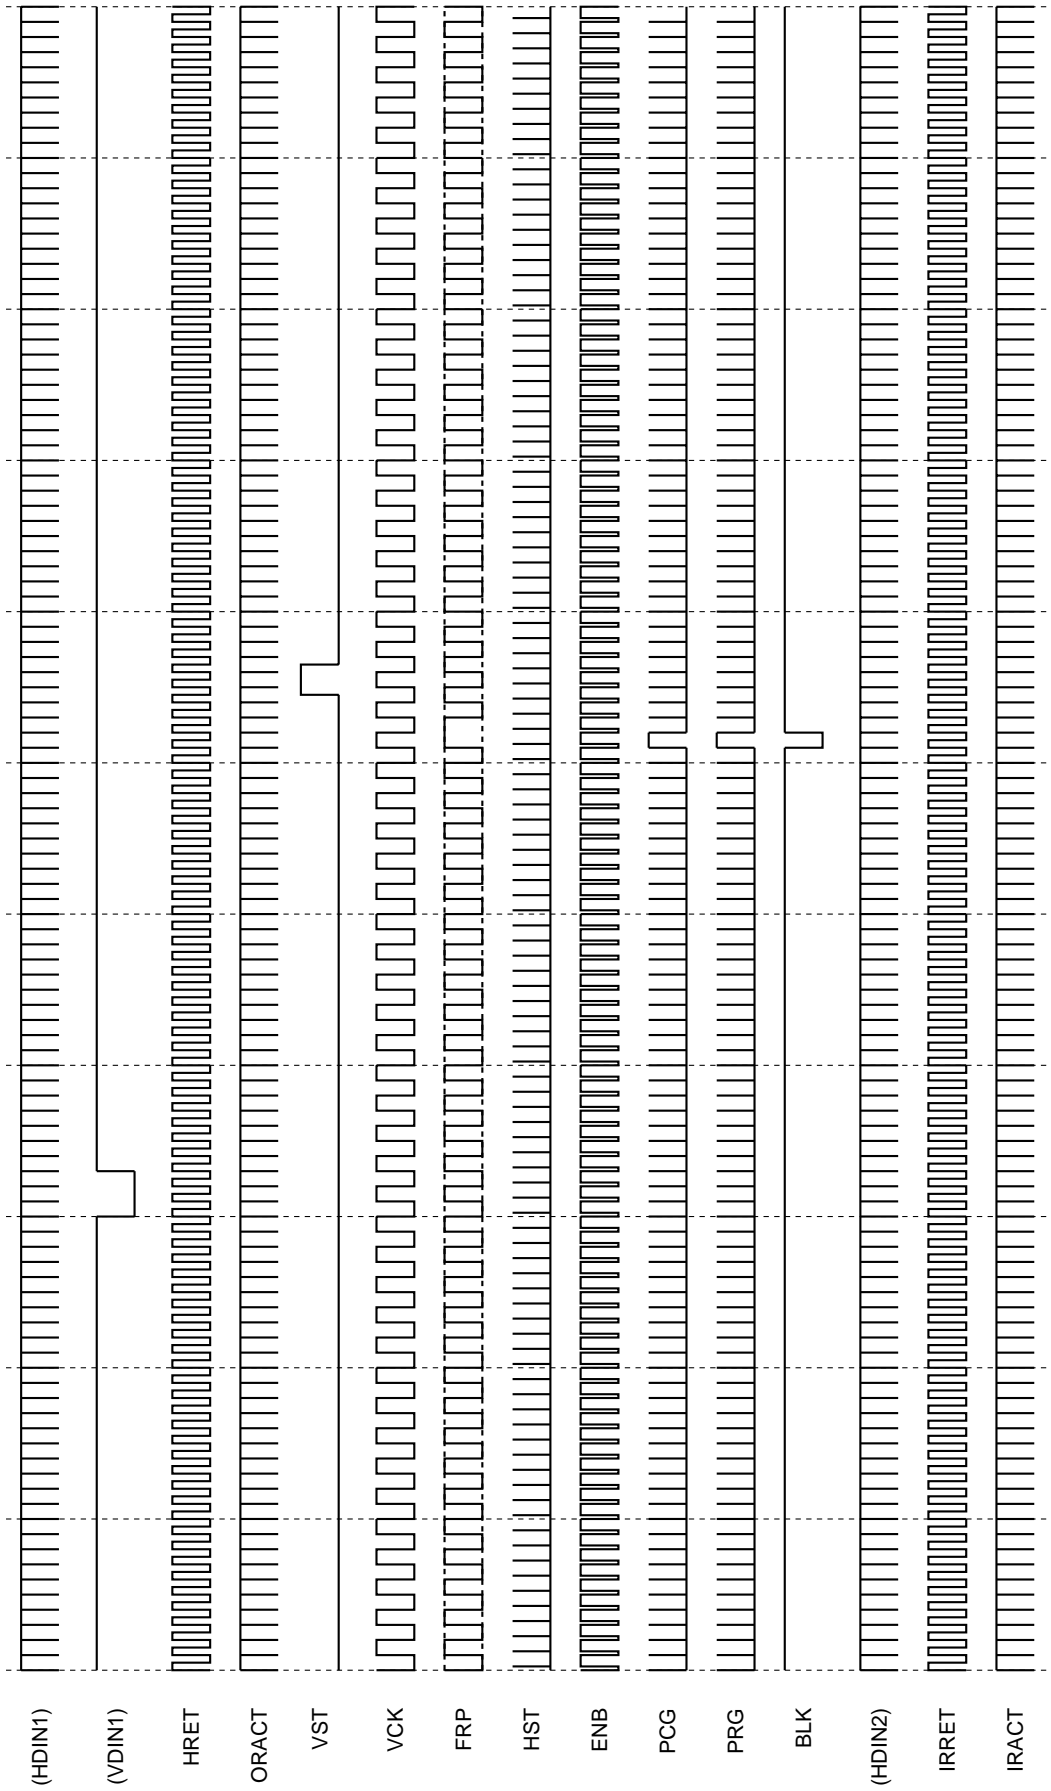 (HDIN1)
(VDIN1)
HRET
ORACT
VST
VCK
FRP
HST
ENB
PCG
PRG
BLK
(HDIN2)
IRRET
IRACT